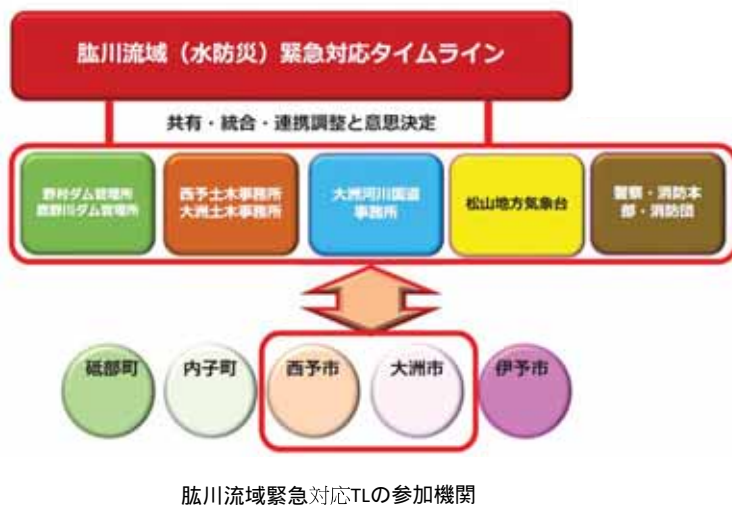 肱川流域（水防災）緊急対応タイムライン
共有・統合・連携調整と意思決定
野村ダム管理所
鹿野川ダム管理所
西予土木事務所
大洲土木事務所
大洲河川国道
事務所
松山地方気象台
警察・消防本
部・消防団
砥部町
内子町
西予市
大洲市
伊予市
肱川流域緊急対応TLの参加機関